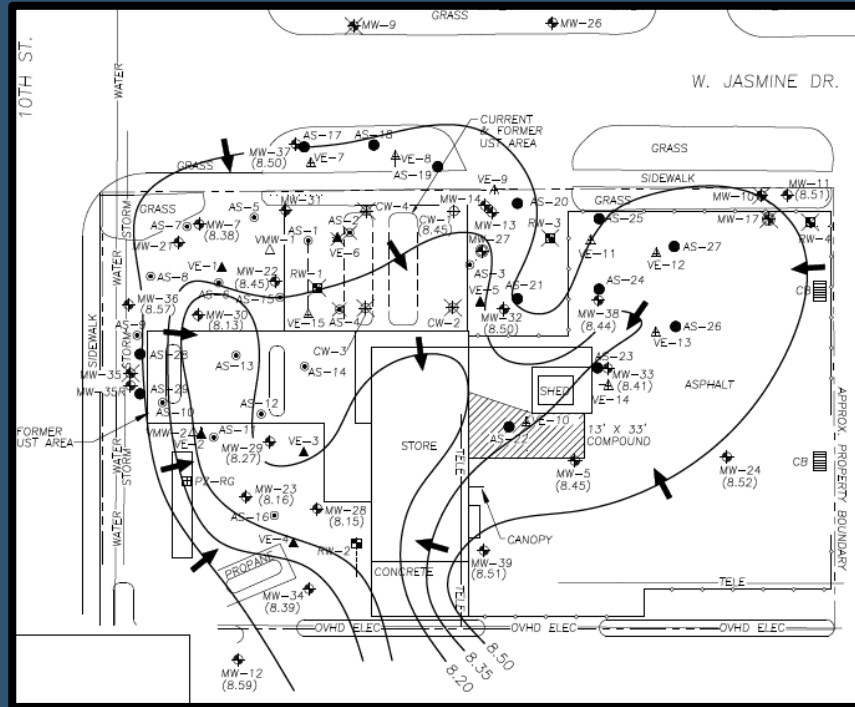 10TH ST.
WATER
GRASS
MW-9
MW-26
W. JASMINE DR.
CURRENT
& FORMER
UST AREA
GRASS
SIDEWALK
GRASS
AS-17
AS-18
MW-37
(8.50)
VE-7
VE-8
AS-19
GRASS
VE-9
MW-10
MW-11
(8.51)
GRASS
STORM
AS-7
AS-5
MW-31
CW-4
AS-2
MW-14
MW-13
AS-20
RW-3
AS-25
MW-17
RW-4
MW-7
(8.38)
MW-21
VMW-1
AS-1
VE-6
CW-1
(8.45)
MW-27
VE-11
AS-27
VE-12
WATER
AS-8
VE-1
MW-22
(8.45)
RW-1
AS-3
VE-5
AS-24
CB
MW-36
(8.57)
AS-6
AS-15
MW-30
(8.13)
VE-15
AS-4
CW-2
AS-21
MW-32
(8.50)
MW-38
(8.44)
AS-26
VE-13
SIDEWALK
STORM
AS-9
AS-28
AS-13
CW-3
AS-14
AS-23
MW-33
(8.41)
VE-14
SHED
ASPHALT
MW-35
MW-35R
AS-29
AS-10
AS-12
FORMER
UST AREA
VMW-2
VE-2
AS-11
MW-29
(8.27)
VE-3
STORE
AS-22
VE-10
13' X 33'
COMPOUND
WATER
STORM
PZ-RG
TELE
MW-5
(8.45)
MW-24
(8.52)
CB
APPROX. PROPERTY BOUNDARY
MW-23
(8.16)
AS-16
MW-28
(8.15)
VE-4
RW-2
CANOPY
WATER
PROPANE
CONCRETE
MW-39
(8.51)
MW-34
(8.39)
TELE
TELE
OVHD ELEC
OVHD ELEC
OVHD ELEC
MW-12
(8.59)
8.20
8.35
8.50